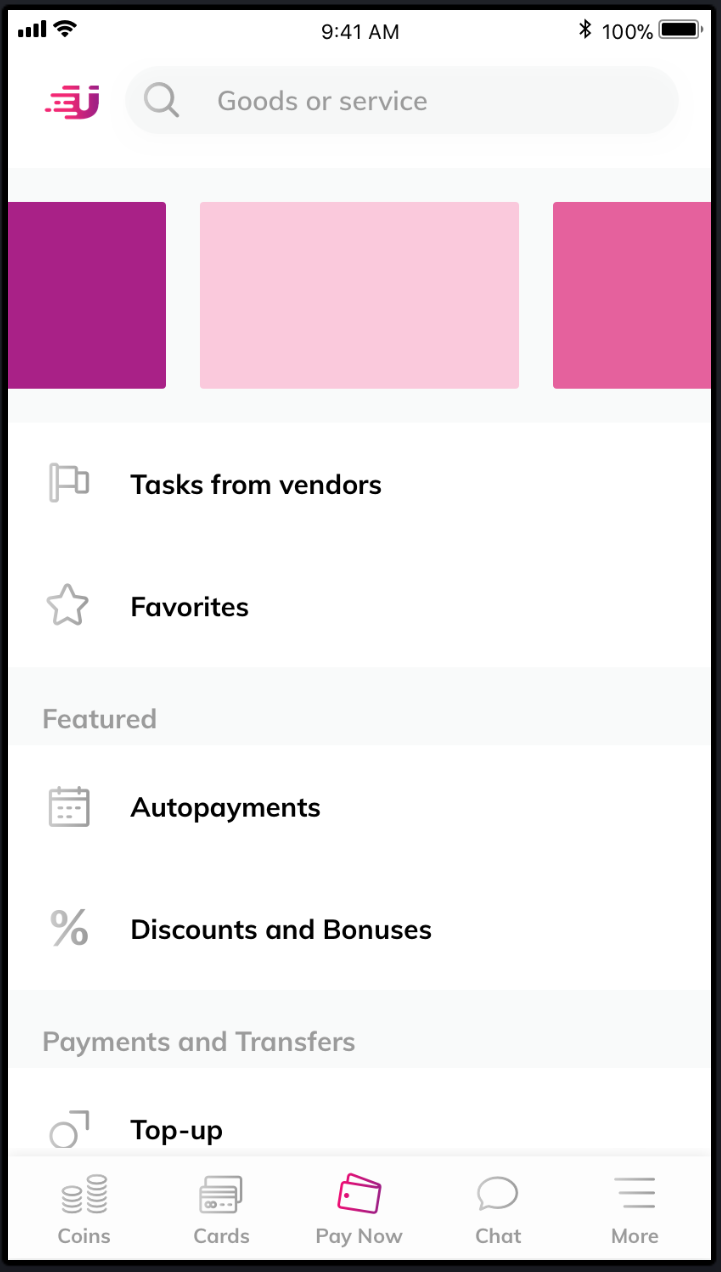 9:41 AM
100%
Goods or service
Tasks from vendors
Favorites
Featured
Autopayments
Discounts and Bonuses
Payments and Transfers
Top-up
Coins Cards Pay Now Chat More